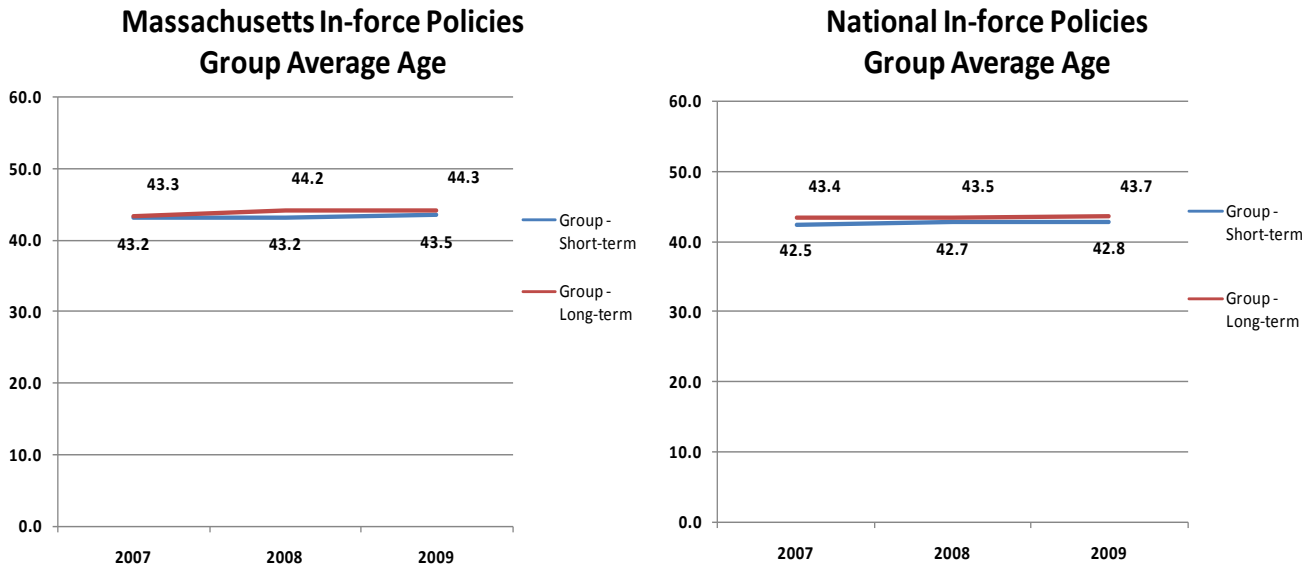 Massachusetts In-force Policies
Group Average Age
60.0
50.0
40.0
30.0
20.0
10.0
0.0
43.3
44.2
44.3
43.2
43.2
43.5
2007
2008
2009
Group -
Short-term
Group -
Long-term
National In-force Policies
Group Average Age
60.0
50.0
40.0
30.0
20.0
10.0
0.0
43.4
43.5
43.7
42.5
42.7
42.8
2007
2008
2009
Group -
Short-term
Group -
Long-term